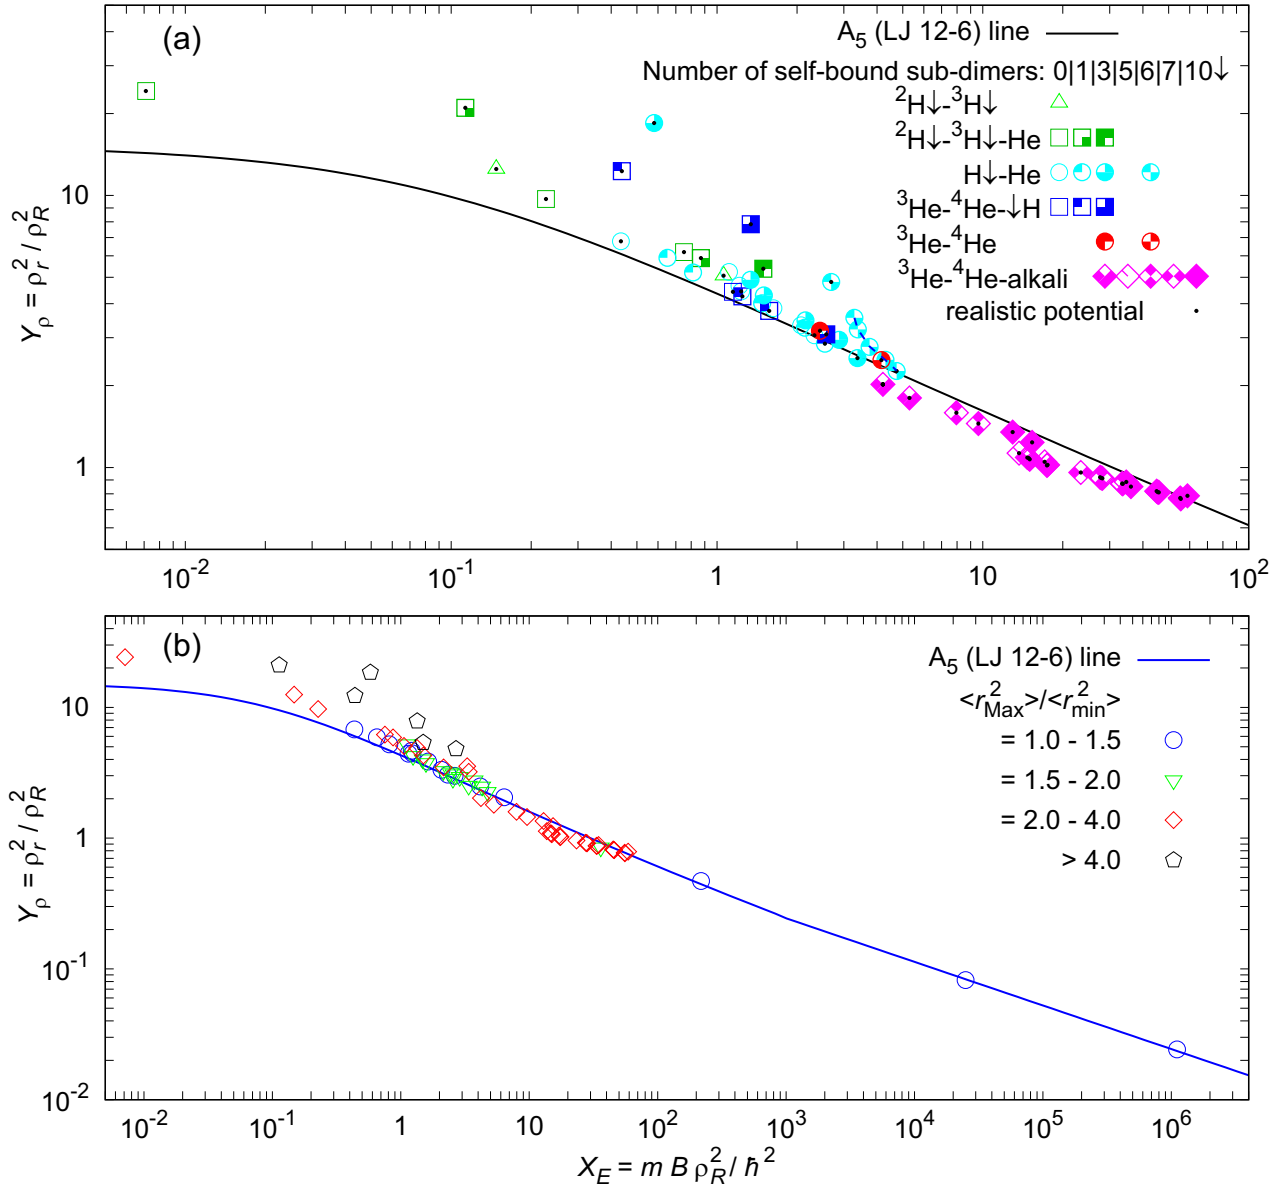 (a)
A5 (LJ 12-6) line
Number of self-bound sub-dimers: 0|1|3|5|6|7|10↓
²H↓-³H↓
²H↓-³H↓-He
H↓-He
³He-⁴He-↓H
³He-⁴He
³He-⁴He-alkali
realistic potential
10
1
Yρ = ρr² / ρR²
10⁻² 10⁻¹ 1 10 10²
(b)
A5 (LJ 12-6) line
<r²Max>/<r²min>
= 1.0 - 1.5
= 1.5 - 2.0
= 2.0 - 4.0
> 4.0
10
1
10⁻¹
10⁻²
Yρ = ρr² / ρR²
10⁻² 10⁻¹ 1 10 10² 10³ 10⁴ 10⁵ 10⁶
XE = m B ρR² / ℏ²